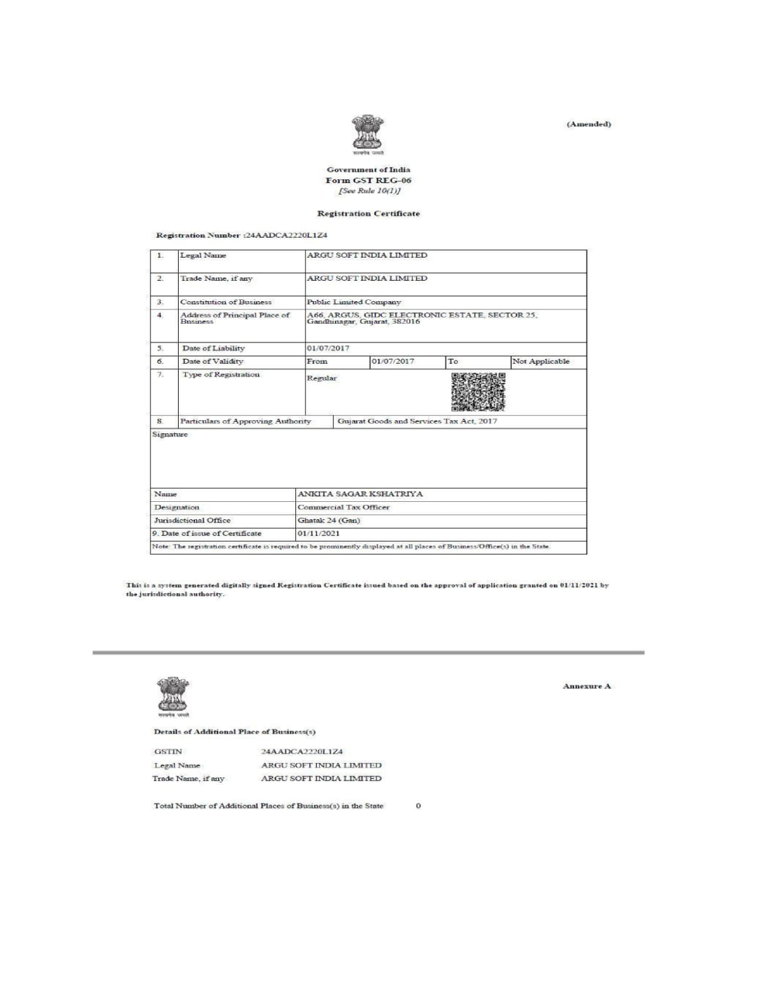 (Amended)
सत्यमेव जयते
Government of India
Form GST REG-06
[See Rule 10(1)]
Registration Certificate
Registration Number :24AADCA2220L1Z4
1. Legal Name ARGU SOFT INDIA LIMITED
2. Trade Name, if any ARGU SOFT INDIA LIMITED
3. Constitution of Business Public Limited Company
4. Address of Principal Place of Business A66, ARGUS, GIDC ELECTRONIC ESTATE, SECTOR 25, Gandhinagar, Gujarat, 382016
5. Date of Liability 01/07/2017
6. Date of Validity From 01/07/2017 To Not Applicable
7. Type of Registration Regular
8. Particulars of Approving Authority Gujarat Goods and Services Tax Act, 2017
Signature
Name ANKITA SAGAR KSHATRIYA
Designation Commercial Tax Officer
Jurisdictional Office Ghatak 24 (Gan)
9. Date of issue of Certificate 01/11/2021
Note: The registration certificate is required to be prominently displayed at all places of Business/Office(s) in the State.
This is a system generated digitally signed Registration Certificate issued based on the approval of application granted on 01/11/2021 by
the jurisdictional authority.
सत्यमेव जयते
Annexure A
Details of Additional Place of Business(s)
GSTIN 24AADCA2220L1Z4
Legal Name ARGU SOFT INDIA LIMITED
Trade Name, if any ARGU SOFT INDIA LIMITED
Total Number of Additional Places of Business(s) in the State 0